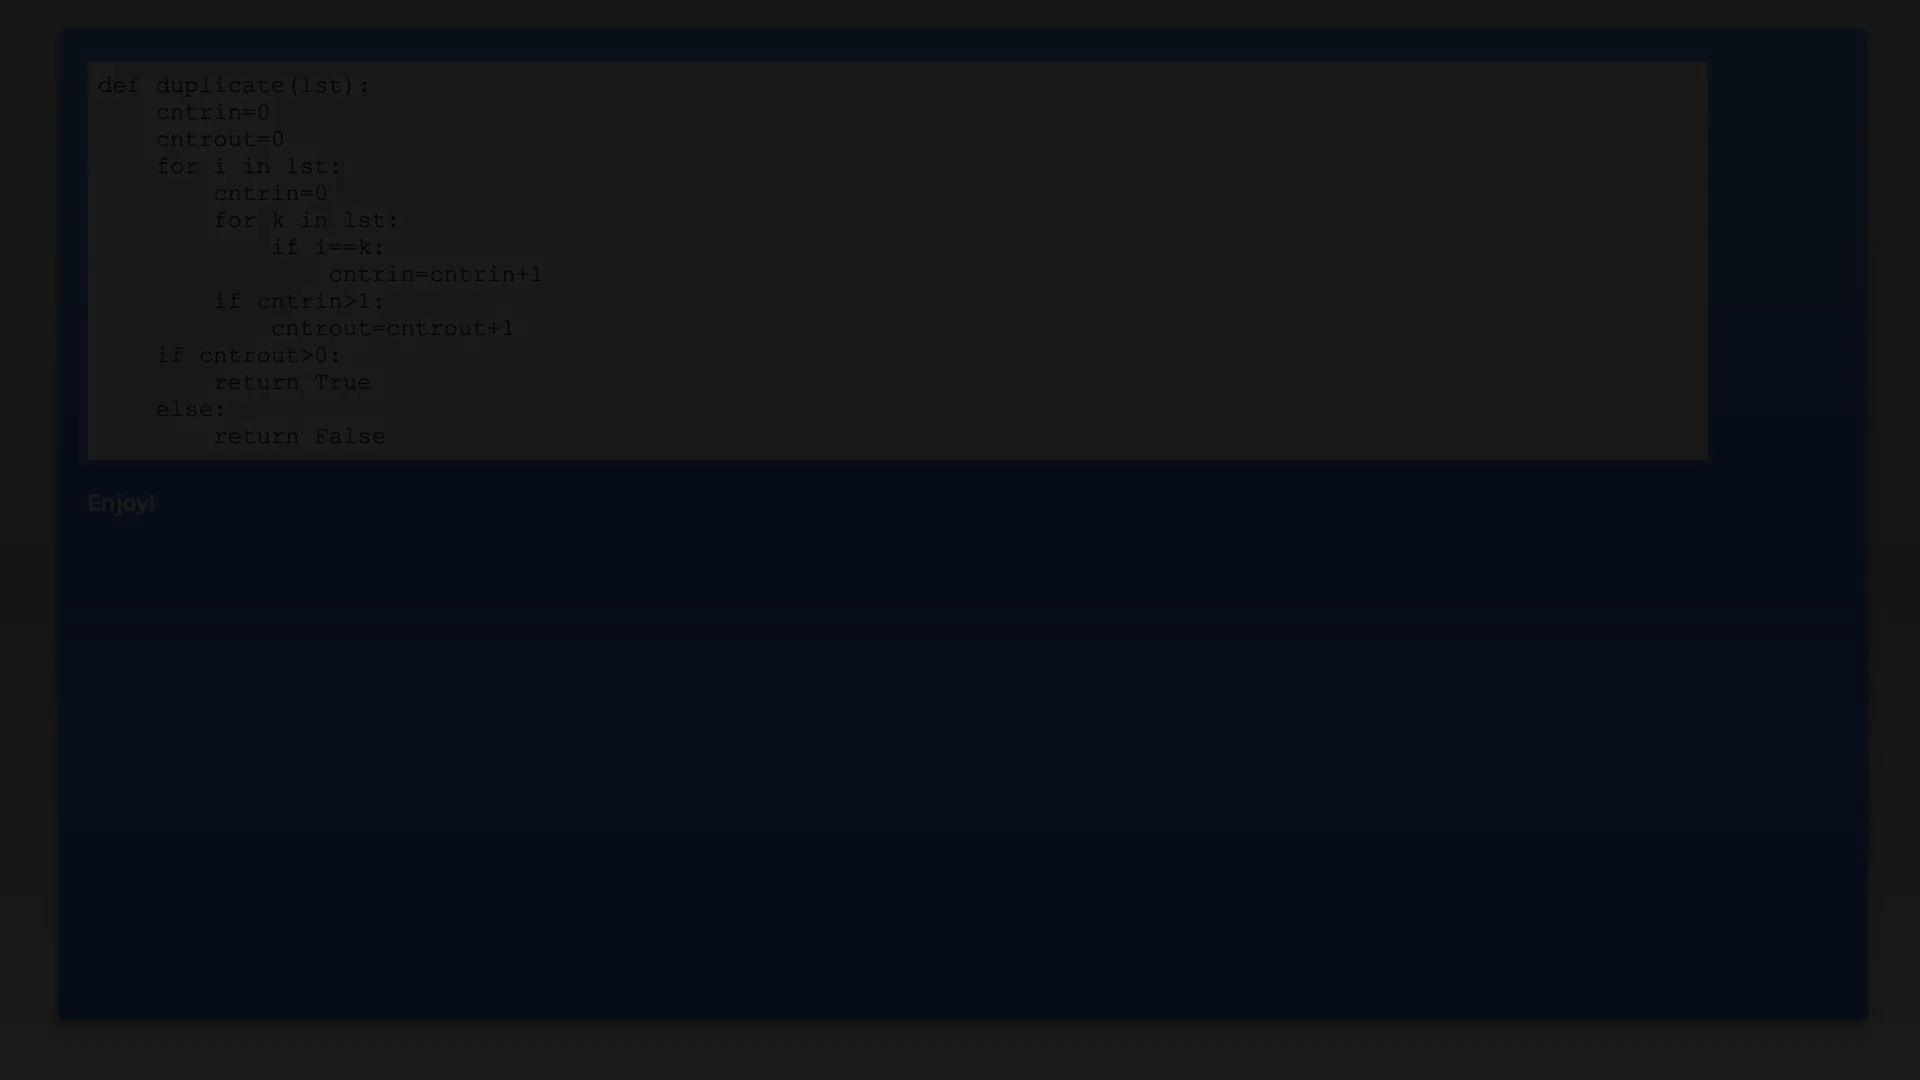 def duplicate(lst):
    cntrin=0
    cntrout=0
    for i in lst:
        cntrin=0
        for k in lst:
            if i==k:
                cntrin=cntrin+1
        if cntrin>1:
            cntrout=cntrout+1
    if cntrout>0:
        return True
    else:
        return False
Enjoy!